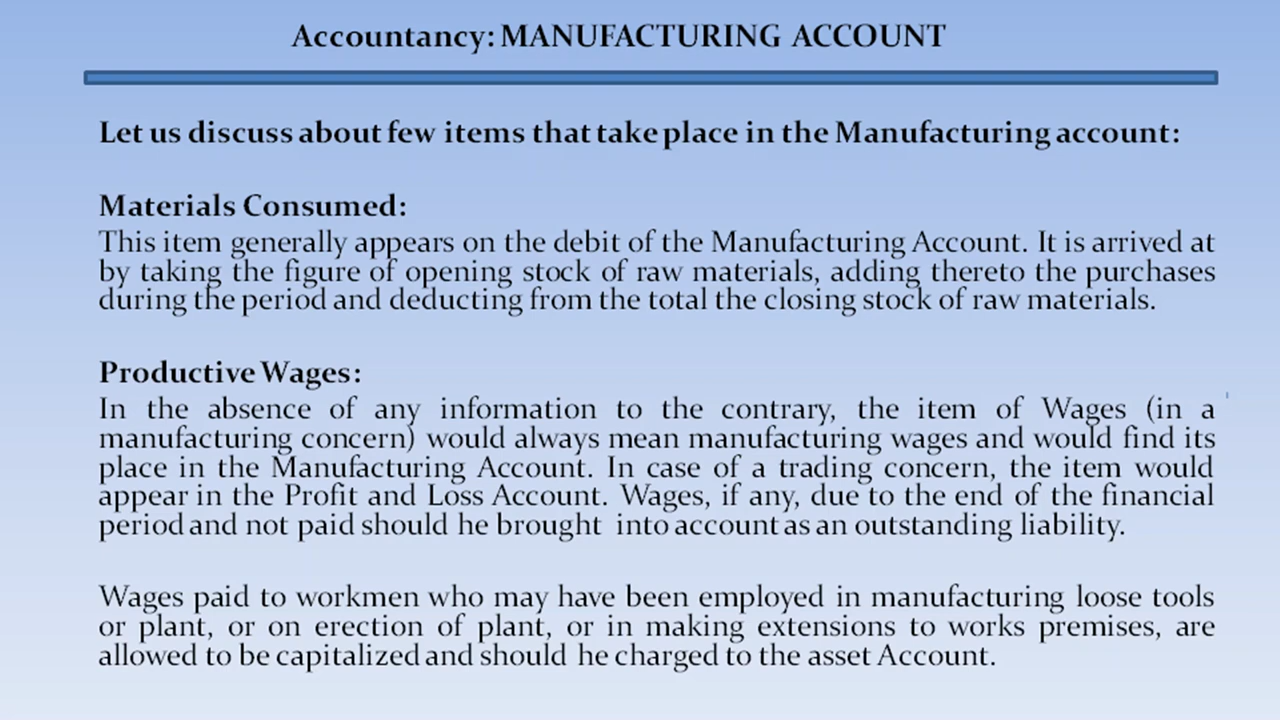 Accountancy: MANUFACTURING ACCOUNT
Let us discuss about few items that take place in the Manufacturing account:
Materials Consumed:
This item generally appears on the debit of the Manufacturing Account. It is arrived at
by taking the figure of opening stock of raw materials, adding thereto the purchases
during the period and deducting from the total the closing stock of raw materials.
Productive Wages:
In the absence of any information to the contrary, the item of Wages (in a
manufacturing concern) would always mean manufacturing wages and would find its
place in the Manufacturing Account. In case of a trading concern, the item would
appear in the Profit and Loss Account. Wages, if any, due to the end of the financial
period and not paid should he brought into account as an outstanding liability.
Wages paid to workmen who may have been employed in manufacturing loose tools
or plant, or on erection of plant, or in making extensions to works premises, are
allowed to be capitalized and should he charged to the asset Account.